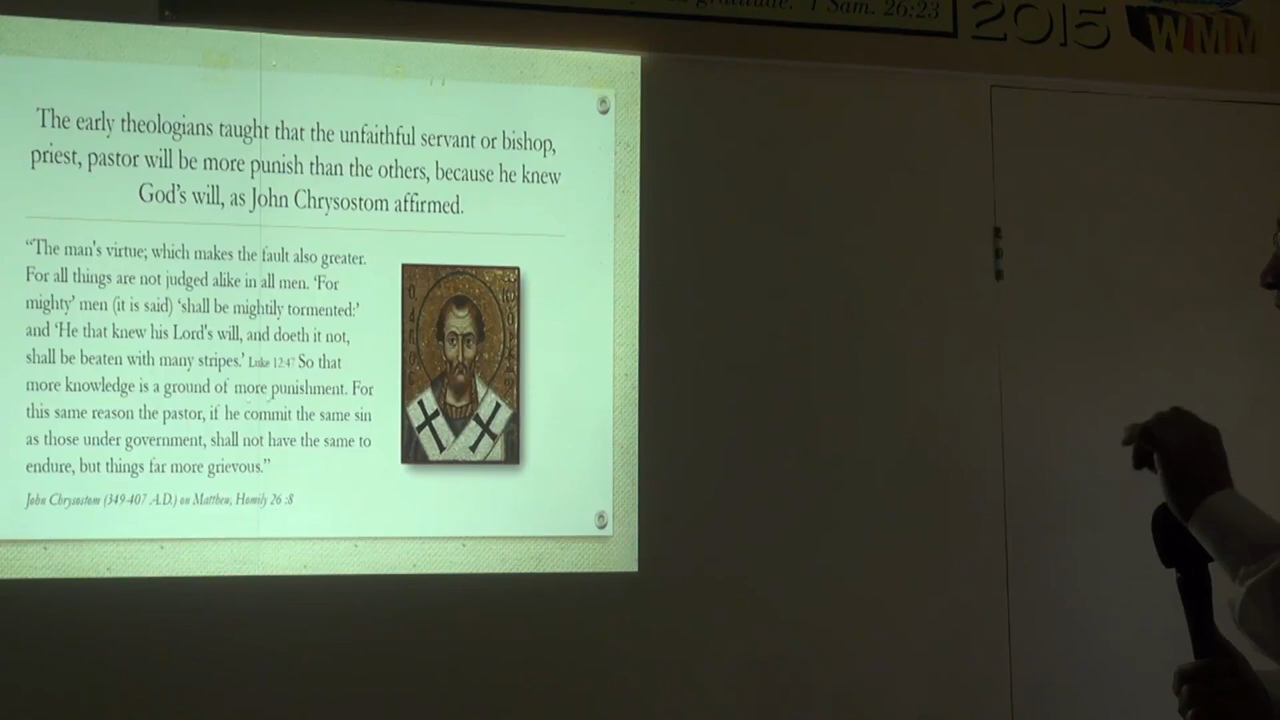 gratitude. 1 Sam. 26:23
2015
WMM
The early theologians taught that the unfaithful servant or bishop,
priest, pastor will be more punish than the others, because he knew
God's will, as John Chrysostom affirmed.
“The man's virtue; which makes the fault also greater.
For all things are not judged alike in all men. ‘For
mighty’ men (it is said) ‘shall be mightily tormented:’
and ‘He that knew his Lord's will, and doeth it not,
shall be beaten with many stripes.’ Luke 12:47 So that
more knowledge is a ground of more punishment. For
this same reason the pastor, if he commit the same sin
as those under government, shall not have the same to
endure, but things far more grievous.”
John Chrysostom (349-407 A.D.) on Matthew, Homily 26 :8